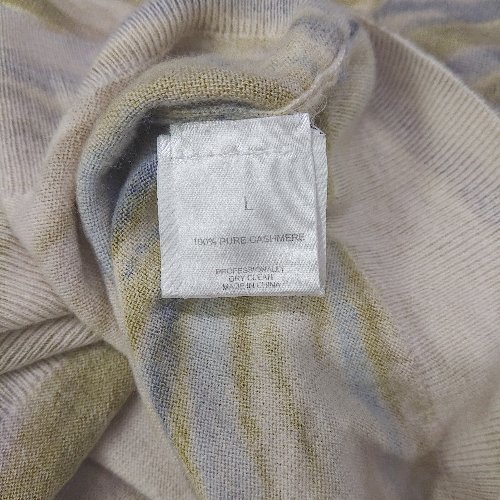 L
100% PURE CASHMERE
PROFESSIONALLY
DRY CLEAN
MADE IN CHINA